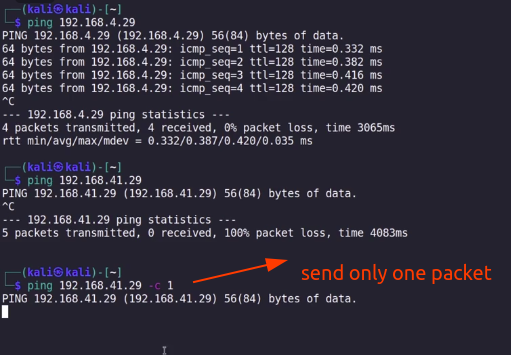 ┌──(kali㉿kali)-[~]
└─$ ping 192.168.4.29
PING 192.168.4.29 (192.168.4.29) 56(84) bytes of data.
64 bytes from 192.168.4.29: icmp_seq=1 ttl=128 time=0.332 ms
64 bytes from 192.168.4.29: icmp_seq=2 ttl=128 time=0.382 ms
64 bytes from 192.168.4.29: icmp_seq=3 ttl=128 time=0.416 ms
64 bytes from 192.168.4.29: icmp_seq=4 ttl=128 time=0.420 ms
^C
--- 192.168.4.29 ping statistics ---
4 packets transmitted, 4 received, 0% packet loss, time 3065ms
rtt min/avg/max/mdev = 0.332/0.387/0.420/0.035 ms
┌──(kali㉿kali)-[~]
└─$ ping 192.168.41.29
PING 192.168.41.29 (192.168.41.29) 56(84) bytes of data.
^C
--- 192.168.41.29 ping statistics ---
5 packets transmitted, 0 received, 100% packet loss, time 4083ms
┌──(kali㉿kali)-[~]
└─$ ping 192.168.41.29 -c 1
send only one packet
PING 192.168.41.29 (192.168.41.29) 56(84) bytes of data.